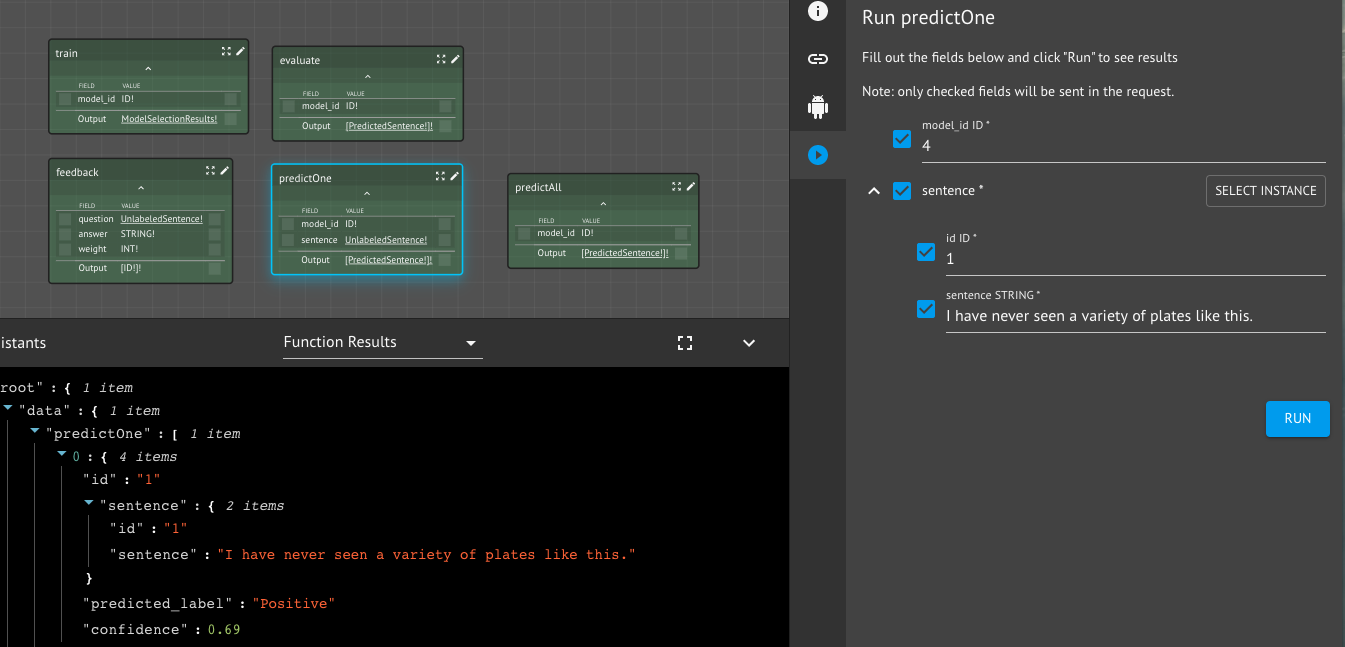 train
FIELD VALUE
model_id ID!
Output ModelSelectionResults!
evaluate
FIELD VALUE
model_id ID!
Output [PredictedSentence!]!
feedback
FIELD VALUE
question UnlabeledSentence!
answer STRING!
weight INT!
Output [ID!]!
predictOne
FIELD VALUE
model_id ID!
sentence UnlabeledSentence!
Output [PredictedSentence!]!
predictAll
FIELD VALUE
model_id ID!
Output [PredictedSentence!]!
istants
Function Results
root" : { 1 item
"data" : { 1 item
"predictOne" : [ 1 item
0 : { 4 items
"id" : "1"
"sentence" : { 2 items
"id" : "1"
"sentence" : "I have never seen a variety of plates like this."
}
"predicted_label" : "Positive"
"confidence" : 0.69
Run predictOne
Fill out the fields below and click "Run" to see results
Note: only checked fields will be sent in the request.
model_id ID *
4
sentence *
SELECT INSTANCE
id ID *
1
sentence STRING *
I have never seen a variety of plates like this.
RUN